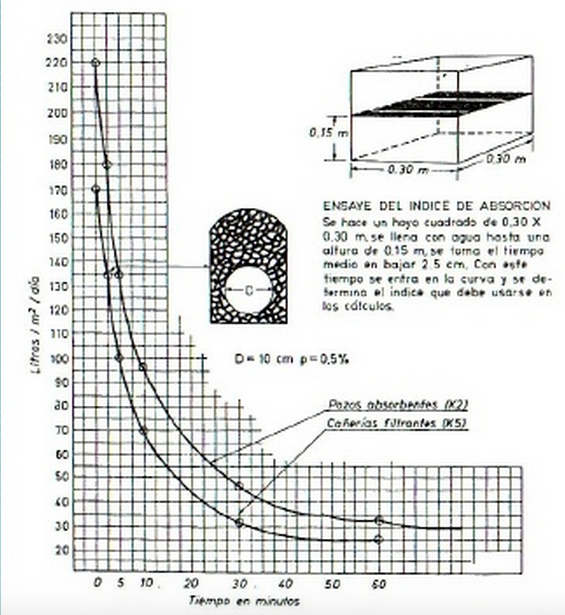 230
220
210
200
180
170
160
150
140
130
120
110
100
90
80
70
60
50
40
30
20
Litros / m² / día
0 5 10 20 30 40 50 60
Tiempo en minutos
0,15 m
0.30 m
0,30 m
ENSAYE DEL INDICE DE ABSORCION
Se hace un hoyo cuadrado de 0,30 X
0.30 m, se llena con agua hasta una
altura de 0,15 m, se toma el tiempo
medio en bajar 2.5 cm. Con este
tiempo se entra en la curva y se de-
termina el indice que debe usarse en
los cálculos.
D = 10 cm p = 0,5%
Pozos absorbentes (K2)
Cañerías filtrantes (K5)